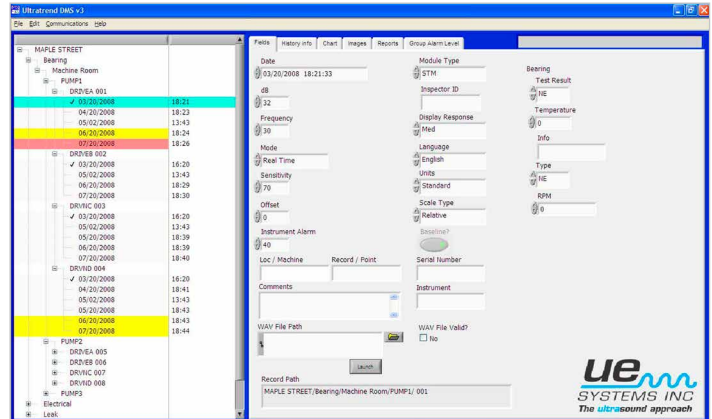 Ultratrend DMS v3
File Edit Communications Help
MAPLE STREET
Bearing
Machine Room
PUMP1
DRIVEA 001
✓ 03/20/2008 18:21
04/20/2008 18:23
05/02/2008 13:43
06/20/2008 18:24
07/20/2008 18:26
DRIVEB 002
✓ 03/20/2008 16:20
05/02/2008 13:43
06/20/2008 18:29
07/20/2008 18:30
DRVNC 003
✓ 03/20/2008 16:20
05/02/2008 13:43
05/20/2008 18:39
06/20/2008 18:39
07/20/2008 18:40
DRVND 004
✓ 03/20/2008 16:20
04/20/2008 18:41
05/02/2008 13:43
05/20/2008 18:43
06/20/2008 18:43
07/20/2008 18:44
PUMP2
DRIVEA 005
DRIVEB 006
DRVNC 007
DRVND 008
PUMP3
Electrical
Leak
Fields History info Chart Images Reports Group Alarm Level
Date
03/20/2008 18:21:33
dB
32
Frequency
30
Mode
Real Time
Sensitivity
70
Offset
0
Instrument Alarm
40
Loc / Machine Record / Point
Comments
WAV File Path
Launch
Record Path
MAPLE STREET/Bearing/Machine Room/PUMP1/ 001
Module Type
STM
Inspector ID
Display Response
Med
Language
English
Units
Standard
Scale Type
Relative
Baseline?
Serial Number
Instrument
WAV File Valid?
No
Bearing
Test Result
NE
Temperature
0
Info
Type
NE
RPM
0
ue
SYSTEMS INC
The ultrasound approach